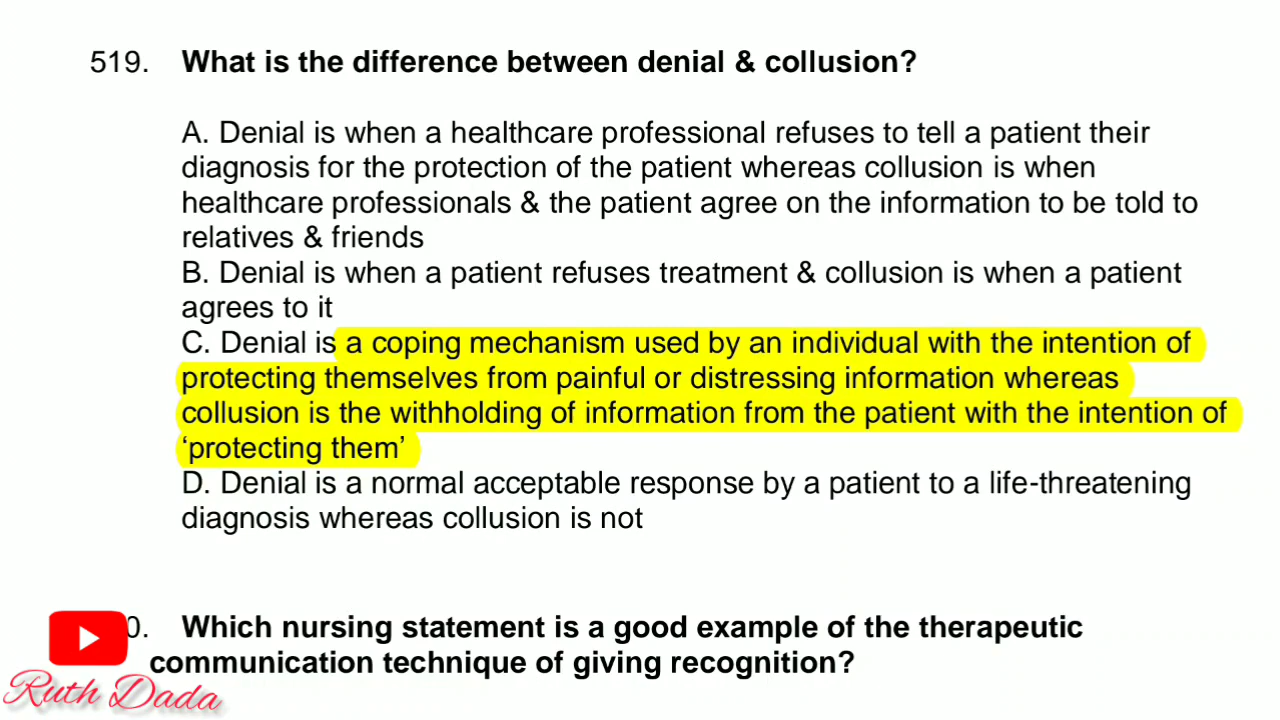 519. What is the difference between denial & collusion?
A. Denial is when a healthcare professional refuses to tell a patient their
diagnosis for the protection of the patient whereas collusion is when
healthcare professionals & the patient agree on the information to be told to
relatives & friends
B. Denial is when a patient refuses treatment & collusion is when a patient
agrees to it
C. Denial is a coping mechanism used by an individual with the intention of
protecting themselves from painful or distressing information whereas
collusion is the withholding of information from the patient with the intention of
‘protecting them’
D. Denial is a normal acceptable response by a patient to a life-threatening
diagnosis whereas collusion is not
0. Which nursing statement is a good example of the therapeutic
communication technique of giving recognition?
Ruth Dada